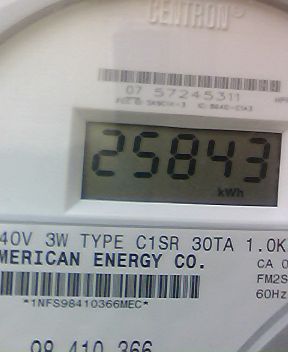 CENTRON®
07 57245311
25843
kWh
40V 3W TYPE C1SR 30TA 1.0K
MERICAN ENERGY CO.
CA 0
FM2S
60Hz
*1NFS98410366MEC*
98 410 366